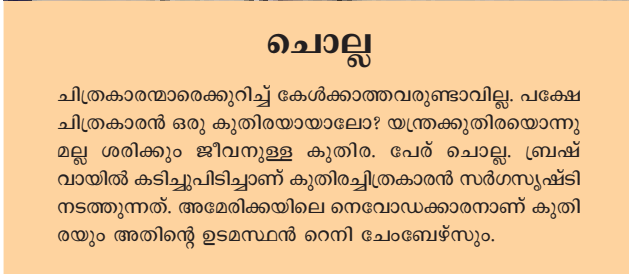 ചൊല്ല
ചിത്രകാരന്മാരെക്കുറിച്ച് കേൾക്കാത്തവരുണ്ടാവില്ല. പക്ഷേ
ചിത്രകാരൻ ഒരു കുതിരയായാലോ? യന്ത്രക്കുതിരയൊന്നു
മല്ല ശരിക്കും ജീവനുള്ള കുതിര. പേര് ചൊല്ല. ബ്രഷ്
വായിൽ കടിച്ചുപിടിച്ചാണ് കുതിരച്ചിത്രകാരൻ സർഗസൃഷ്ടി
നടത്തുന്നത്. അമേരിക്കയിലെ നെവോഡക്കാരനാണ് കുതി
രയും അതിന്റെ ഉടമസ്ഥൻ റെനി ചേംബേഴ്സും.